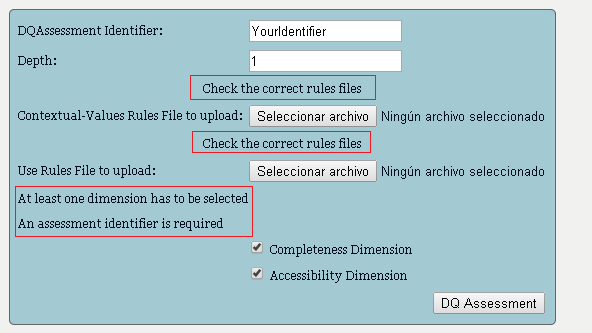 DQAssessment Identifier: YourIdentifier
Depth: 1
Check the correct rules files
Contextual-Values Rules File to upload: Seleccionar archivo Ningún archivo seleccionado
Check the correct rules files
Use Rules File to upload: Seleccionar archivo Ningún archivo seleccionado
At least one dimension has to be selected
An assessment identifier is required
Completeness Dimension
Accessibility Dimension
DQ Assessment